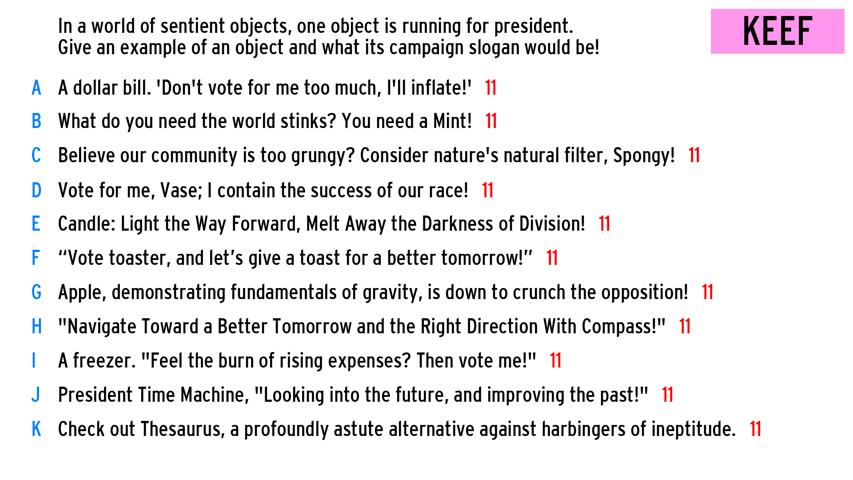 In a world of sentient objects, one object is running for president.
Give an example of an object and what its campaign slogan would be!
KEEF
A A dollar bill. 'Don't vote for me too much, I'll inflate!' 11
B What do you need the world stinks? You need a Mint! 11
C Believe our community is too grungy? Consider nature's natural filter, Spongy! 11
D Vote for me, Vase; I contain the success of our race! 11
E Candle: Light the Way Forward, Melt Away the Darkness of Division! 11
F “Vote toaster, and let’s give a toast for a better tomorrow!” 11
G Apple, demonstrating fundamentals of gravity, is down to crunch the opposition! 11
H "Navigate Toward a Better Tomorrow and the Right Direction With Compass!" 11
I A freezer. "Feel the burn of rising expenses? Then vote me!" 11
J President Time Machine, "Looking into the future, and improving the past!" 11
K Check out Thesaurus, a profoundly astute alternative against harbingers of ineptitude. 11